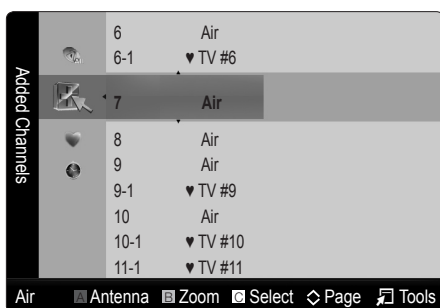 Added Channels
6 Air
6-1 ♥ TV #6
7 Air
8 Air
9 Air
9-1 ♥ TV #9
10 Air
10-1 ♥ TV #10
11-1 ♥ TV #11
Air A Antenna B Zoom C Select Page Tools